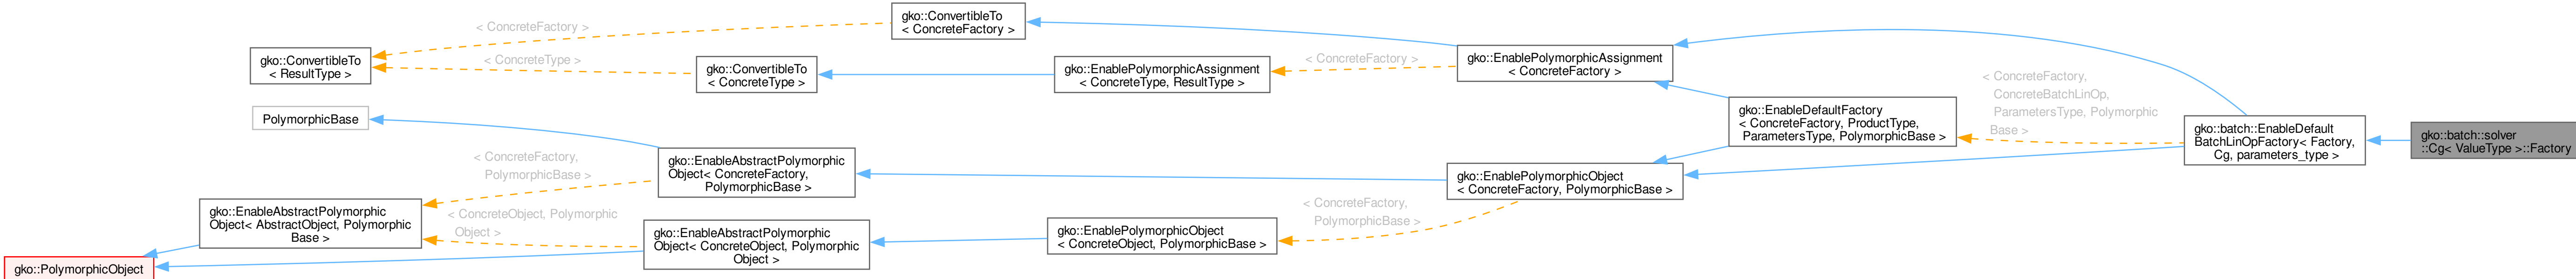 gko::ConvertibleTo
< ConcreteFactory >
< ConcreteFactory >
gko::ConvertibleTo
< ResultType >
< ConcreteType >
gko::ConvertibleTo
< ConcreteType >
gko::EnablePolymorphicAssignment
< ConcreteType, ResultType >
< ConcreteFactory >
gko::EnablePolymorphicAssignment
< ConcreteFactory >
PolymorphicBase
gko::EnableDefaultFactory
< ConcreteFactory, ProductType,
ParametersType, PolymorphicBase >
< ConcreteFactory,
ConcreteBatchLinOp,
ParametersType, Polymorphic
Base >
gko::batch::EnableDefault
BatchLinOpFactory< Factory,
Cg, parameters_type >
gko::batch::solver
::Cg< ValueType >::Factory
< ConcreteFactory,
PolymorphicBase >
gko::EnableAbstractPolymorphic
Object< ConcreteFactory,
PolymorphicBase >
gko::EnablePolymorphicObject
< ConcreteFactory, PolymorphicBase >
gko::EnableAbstractPolymorphic
Object< AbstractObject, Polymorphic
Base >
< ConcreteObject, Polymorphic
Object >
gko::EnableAbstractPolymorphic
Object< ConcreteObject, Polymorphic
Object >
gko::EnablePolymorphicObject
< ConcreteObject, PolymorphicBase >
< ConcreteFactory,
PolymorphicBase >
gko::PolymorphicObject